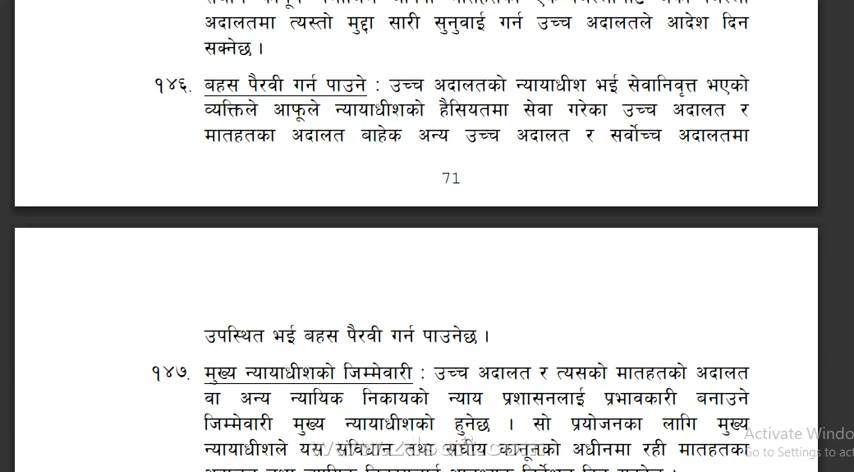 अदालतमा त्यस्तो मुद्दा सारी सुनुवाई गर्न उच्च अदालतले आदेश दिन
सक्नेछ ।
१४६. बहस पैरवी गर्न पाउने : उच्च अदालतको न्यायाधीश भई सेवानिवृत्त भएको
व्यक्तिले आफूले न्यायाधीशको हैसियतमा सेवा गरेका उच्च अदालत र
मातहतका अदालत बाहेक अन्य उच्च अदालत र सर्वोच्च अदालतमा
71
उपस्थित भई बहस पैरवी गर्न पाउनेछ ।
१४७. मुख्य न्यायाधीशको जिम्मेवारी : उच्च अदालत र त्यसको मातहतको अदालत
वा अन्य न्यायिक निकायको न्याय प्रशासनलाई प्रभावकारी बनाउने
जिम्मेवारी मुख्य न्यायाधीशको हुनेछ । सो प्रयोजनका लागि मुख्य
न्यायाधीशले यस संविधान तथा संघीय कानूनको अधीनमा रही मातहतका
Activate Windo
Go to Settings to act